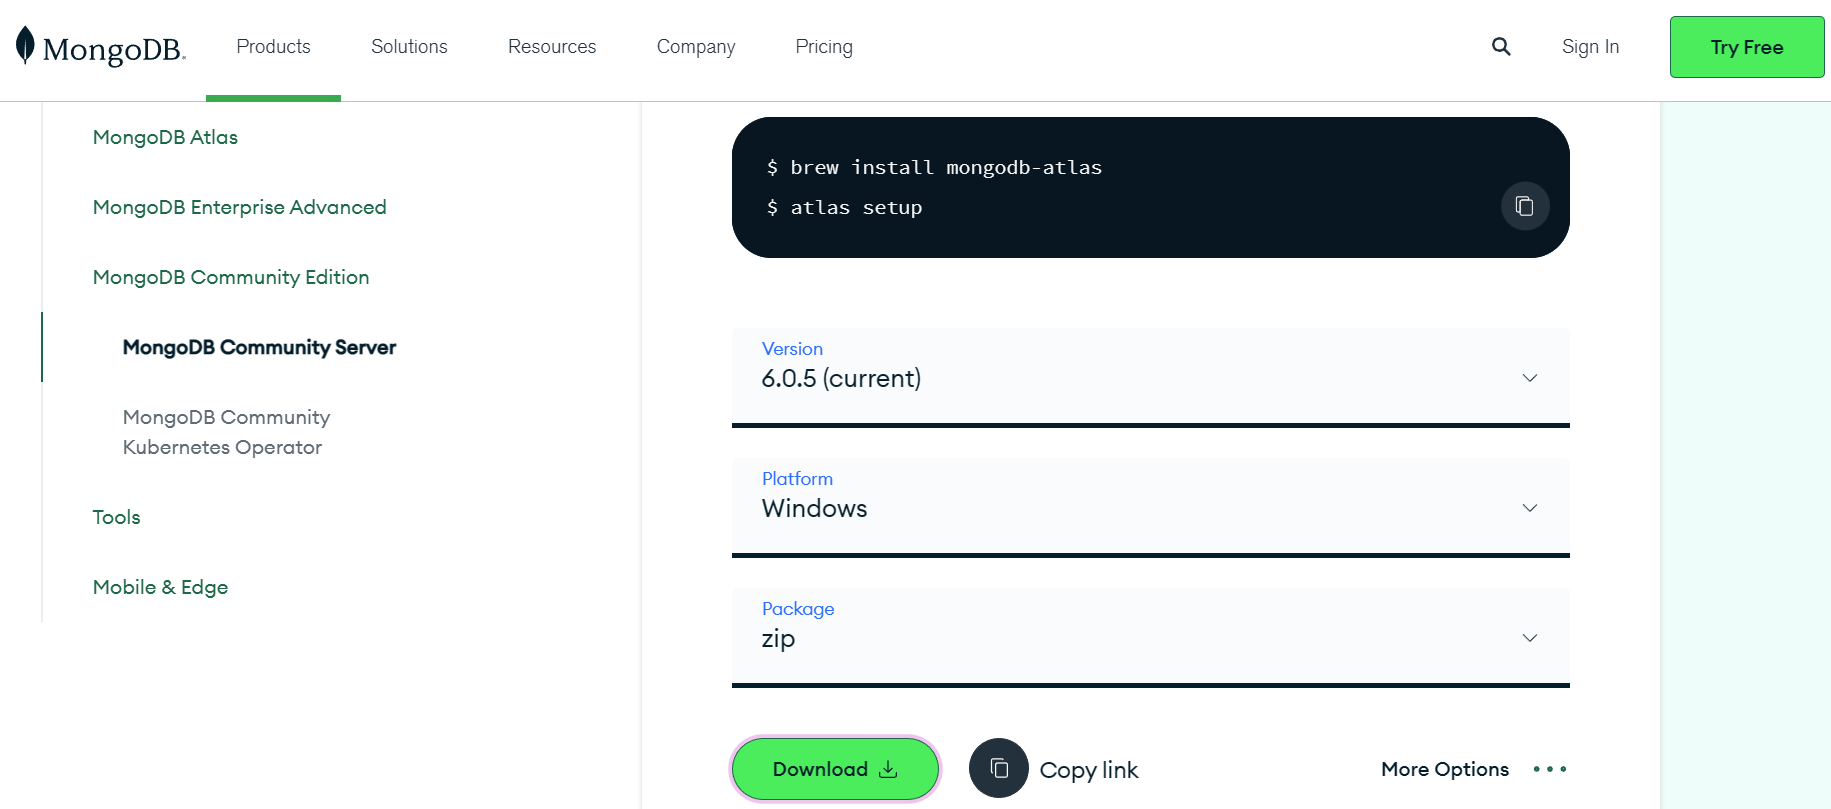 MongoDB.
Products
Solutions
Resources
Company
Pricing
Sign In
Try Free
MongoDB Atlas
MongoDB Enterprise Advanced
MongoDB Community Edition
MongoDB Community Server
MongoDB Community
Kubernetes Operator
Tools
Mobile & Edge
$ brew install mongodb-atlas
$ atlas setup
Version
6.0.5 (current)
Platform
Windows
Package
zip
Download
Copy link
More Options